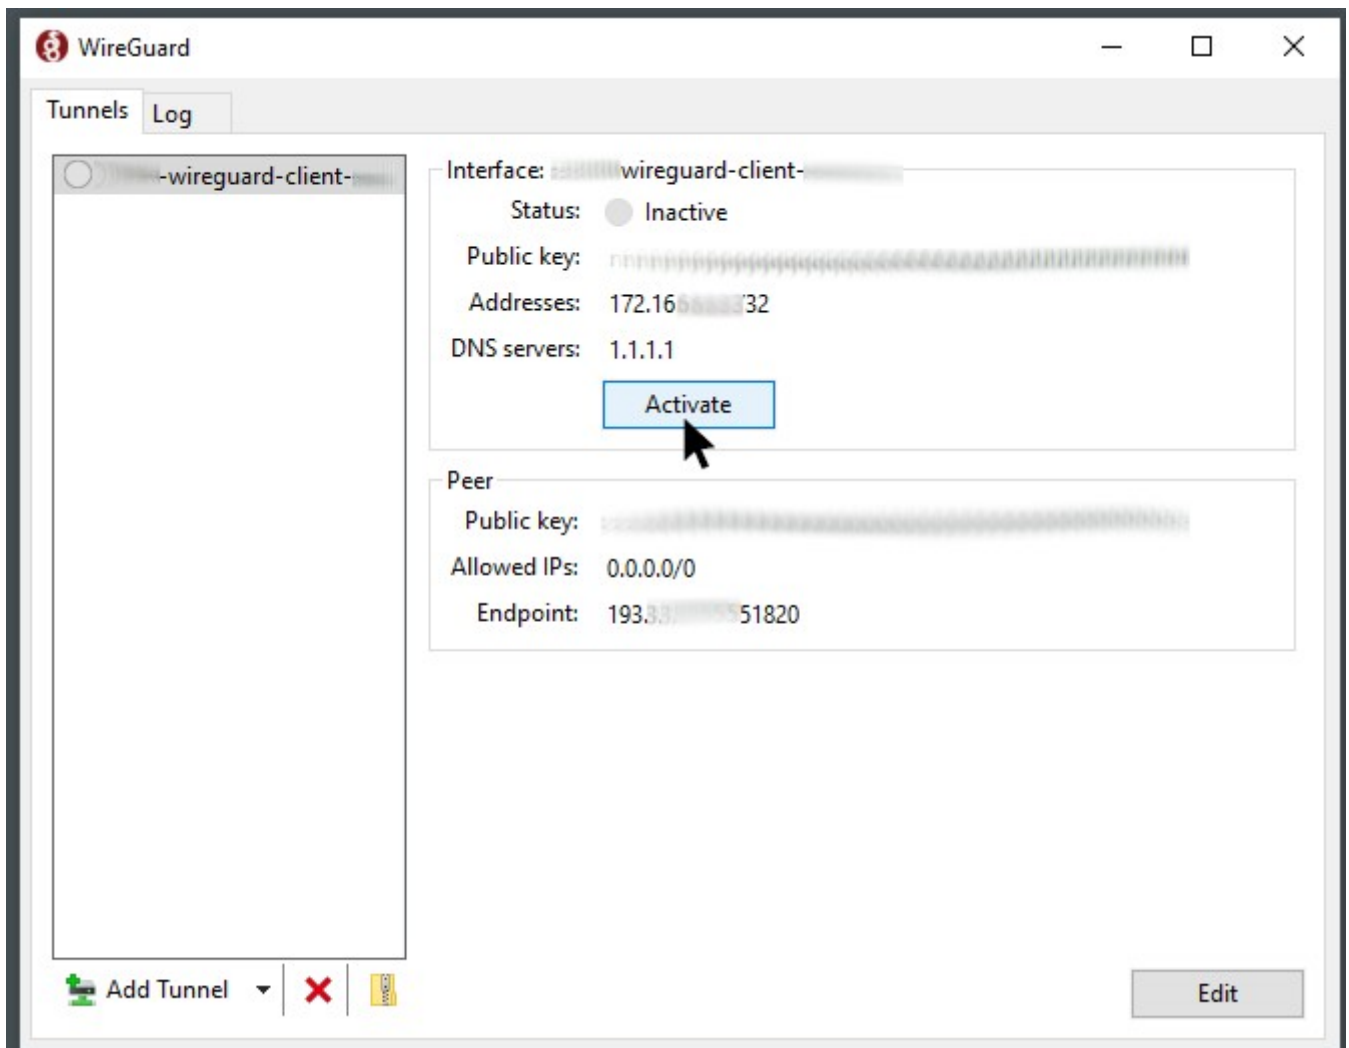 WireGuard
Tunnels
Log
-wireguard-client-
Interface: wireguard-client-
Status: Inactive
Public key:
Addresses: 172.16 32
DNS servers: 1.1.1.1
Activate
Peer
Public key:
Allowed IPs: 0.0.0.0/0
Endpoint: 193. 51820
Add Tunnel
Edit